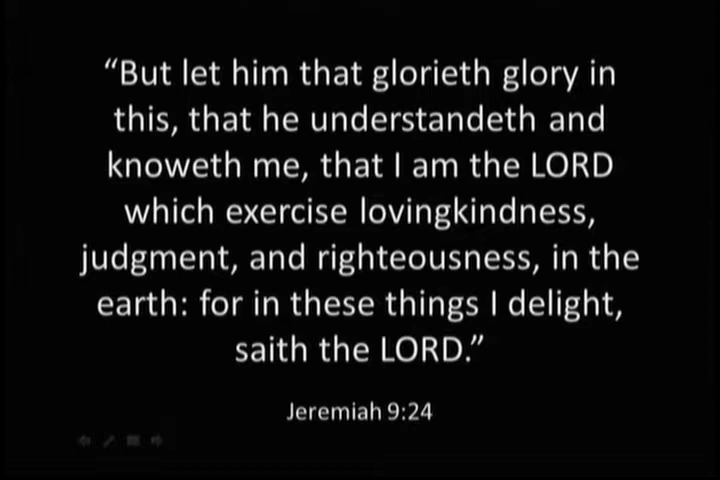 “But let him that glorieth glory in
this, that he understandeth and
knoweth me, that I am the LORD
which exercise lovingkindness,
judgment, and righteousness, in the
earth: for in these things I delight,
saith the LORD.”
Jeremiah 9:24